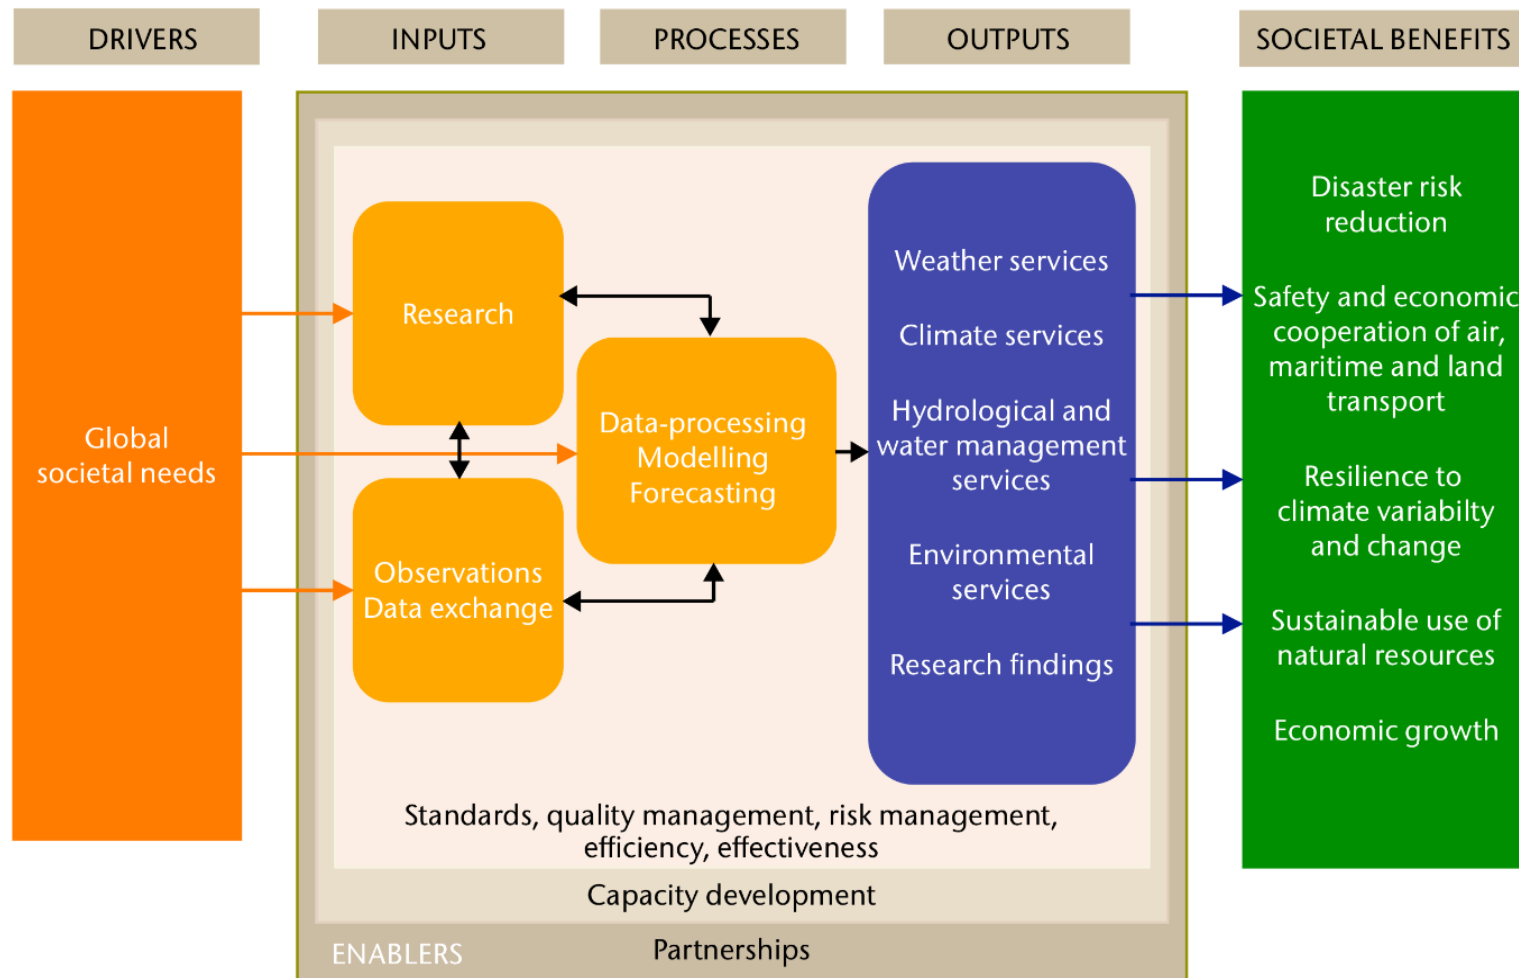 DRIVERS
INPUTS
PROCESSES
OUTPUTS
SOCIETAL BENEFITS
Global
societal needs
Research
Observations
Data exchange
Data-processing
Modelling
Forecasting
Weather services
Climate services
Hydrological and
water management
services
Environmental
services
Research findings
Disaster risk
reduction
Safety and economic
cooperation of air,
maritime and land
transport
Resilience to
climate variabilty
and change
Sustainable use of
natural resources
Economic growth
Standards, quality management, risk management,
efficiency, effectiveness
Capacity development
ENABLERS
Partnerships